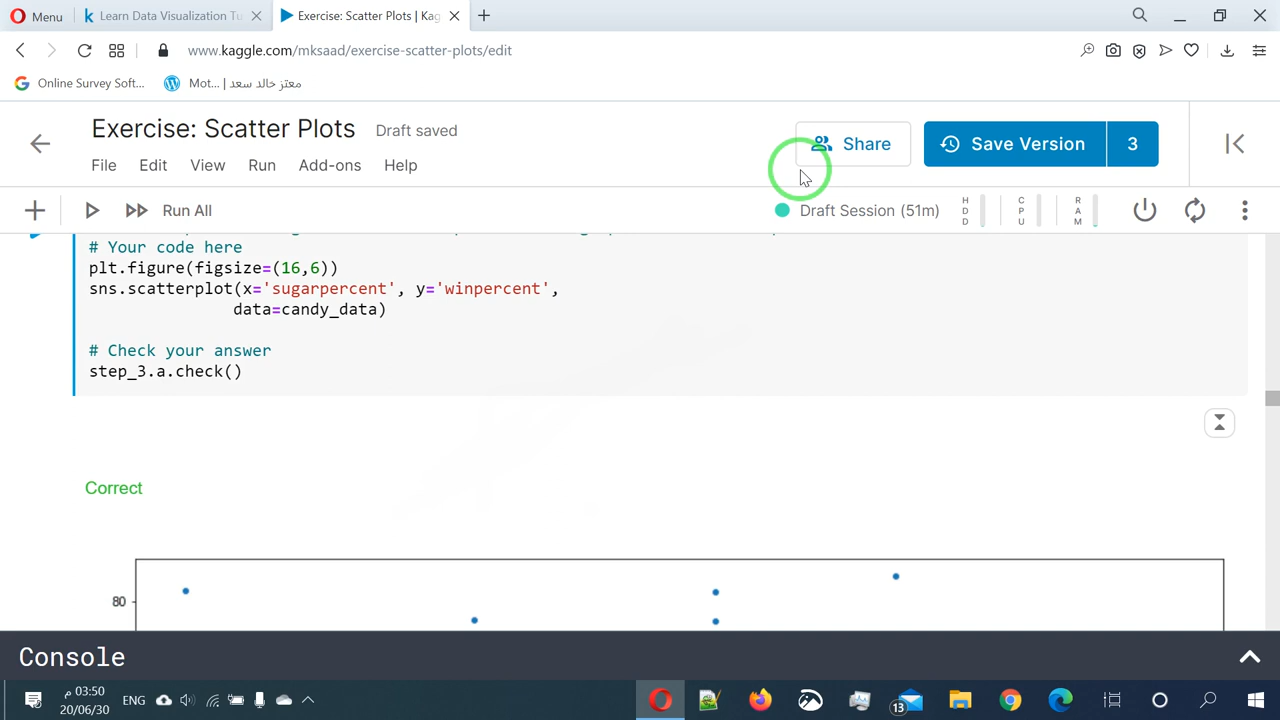 Menu
Learn Data Visualization Tu
Exercise: Scatter Plots | Kag
www.kaggle.com/mksaad/exercise-scatter-plots/edit
Online Survey Soft...
Mot... | معتز خالد سعد
Exercise: Scatter Plots
Draft saved
Share
Save Version
3
File
Edit
View
Run
Add-ons
Help
Run All
Draft Session (51m)
HDD
CPU
RAM
# Your code here
plt.figure(figsize=(16,6))
sns.scatterplot(x='sugarpercent', y='winpercent',
data=candy_data)
# Check your answer
step_3.a.check()
Correct
80
Console
03:50 م
20/06/30
ENG
13